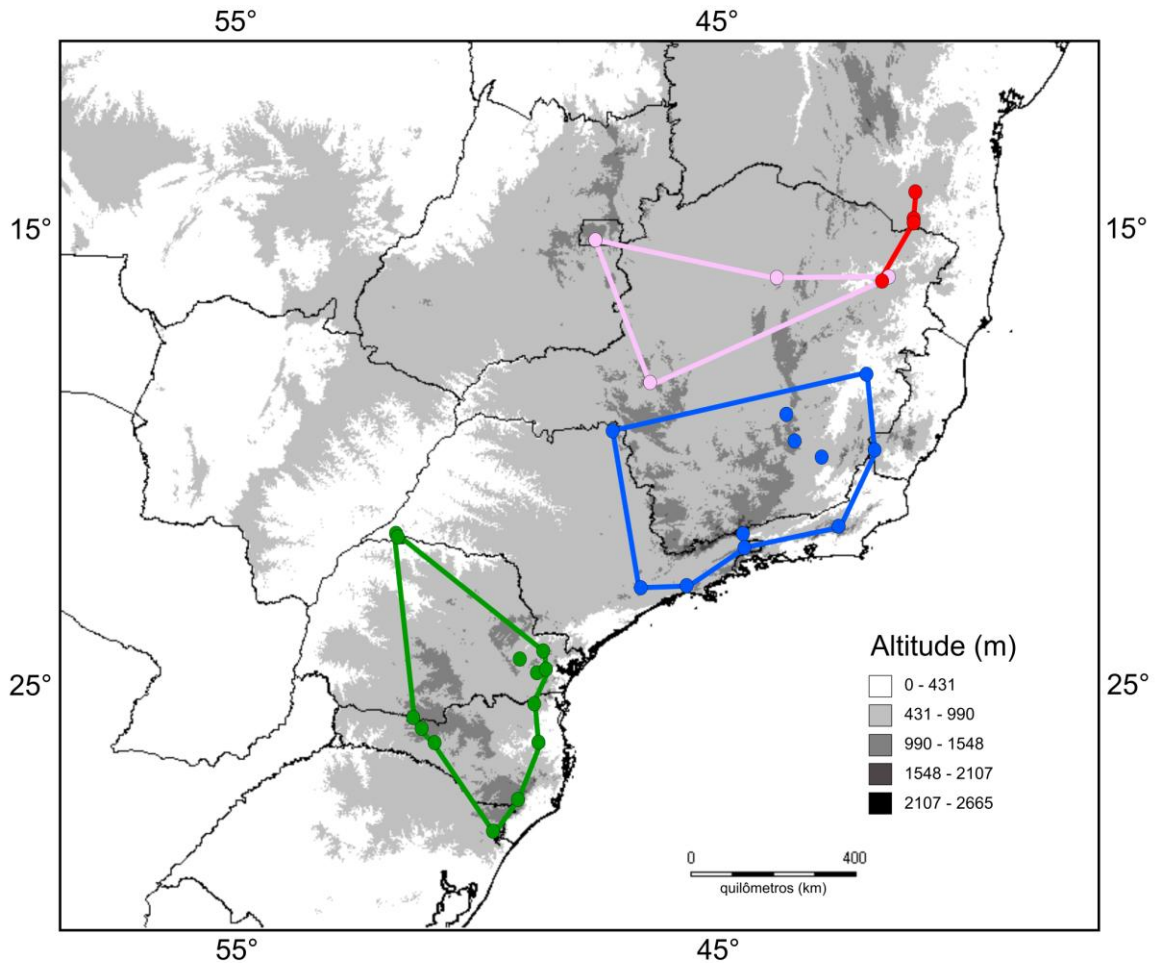 55° 45°
15° 15°
Altitude (m)
0 - 431
25° 25°
431 - 990
990 - 1548
1548 - 2107
2107 - 2665
0 400
quilômetros (km)
55° 45°